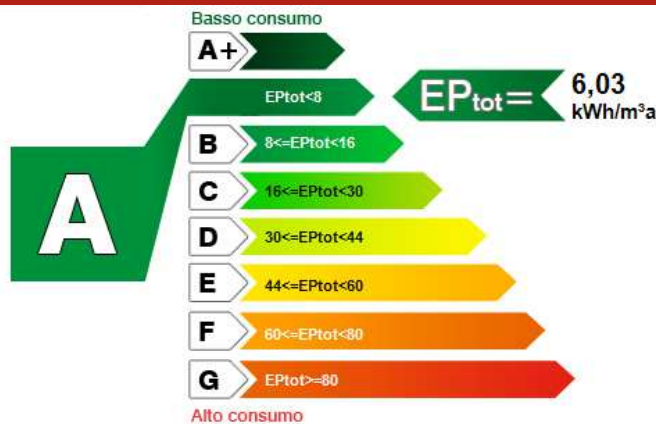 Basso consumo
A+
A
EPtot<8
EPtot=
6,03
kWh/m³a
B
8<=EPtot<16
C
16<=EPtot<30
D
30<=EPtot<44
E
44<=EPtot<60
F
60<=EPtot<80
G
EPtot>=80
Alto consumo